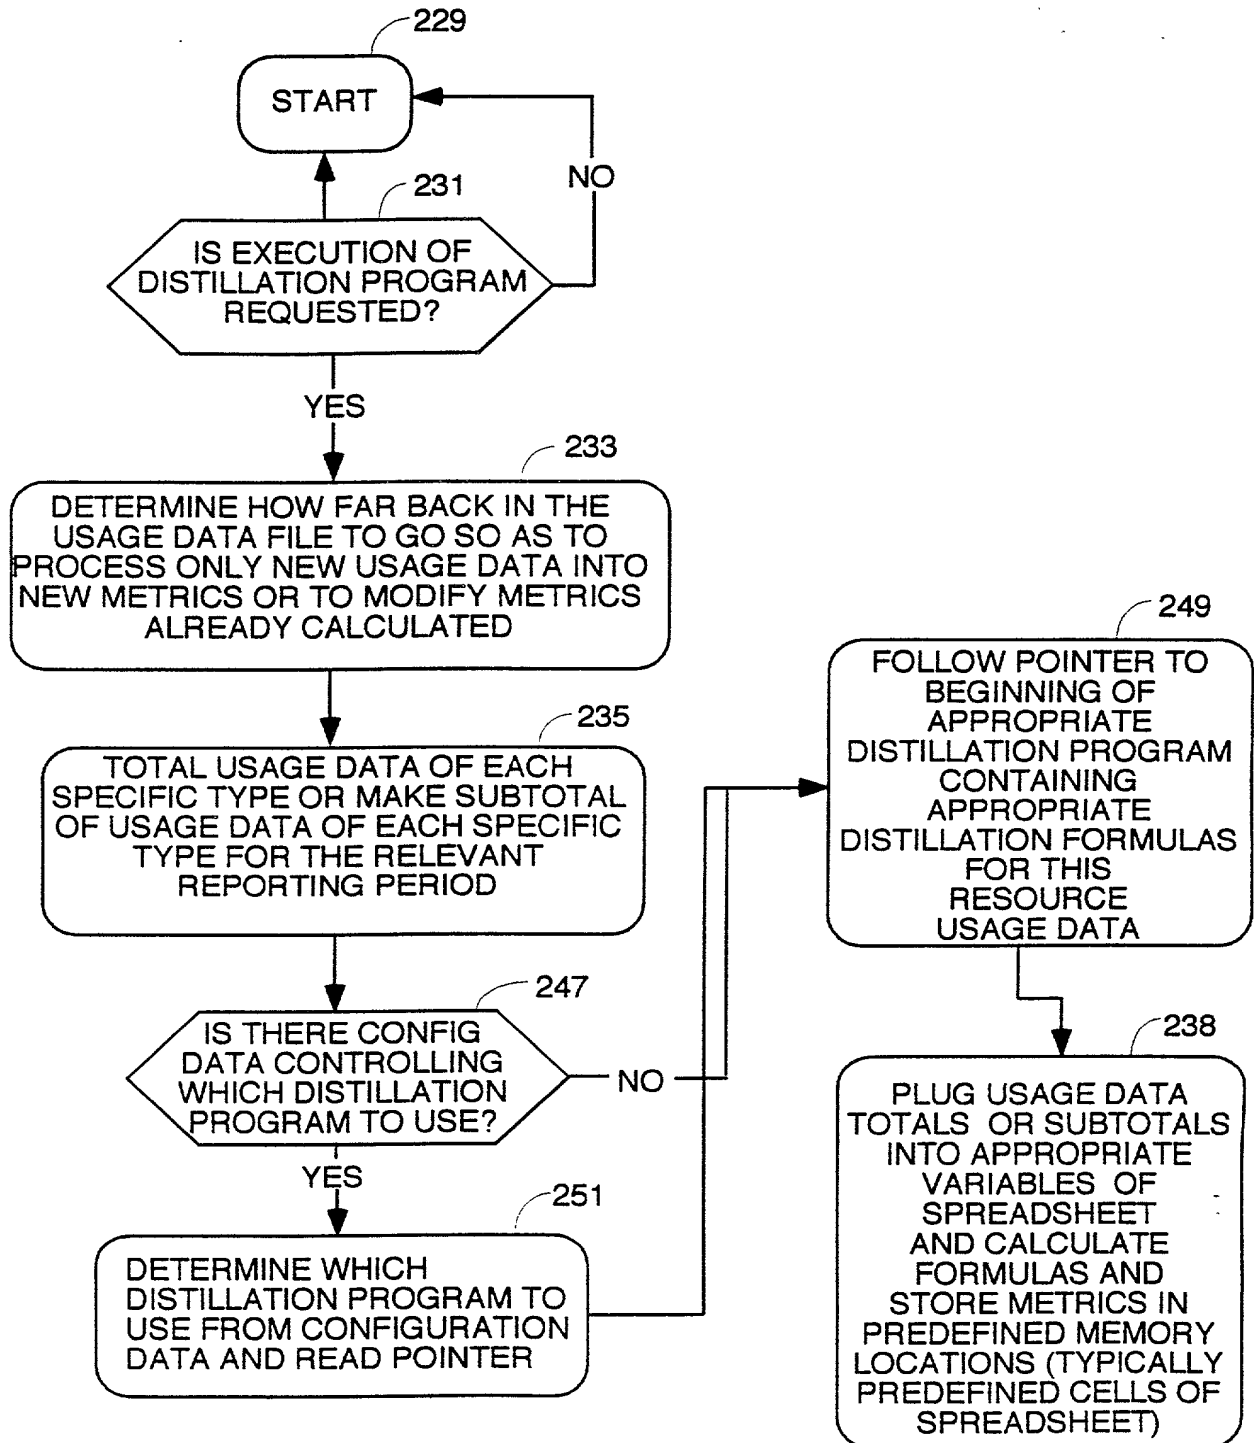 229
START
NO
231
IS EXECUTION OF
DISTILLATION PROGRAM
REQUESTED?
YES
233
DETERMINE HOW FAR BACK IN THE
USAGE DATA FILE TO GO SO AS TO
PROCESS ONLY NEW USAGE DATA INTO
NEW METRICS OR TO MODIFY METRICS
ALREADY CALCULATED
235
TOTAL USAGE DATA OF EACH
SPECIFIC TYPE OR MAKE SUBTOTAL
OF USAGE DATA OF EACH SPECIFIC
TYPE FOR THE RELEVANT
REPORTING PERIOD
247
IS THERE CONFIG
DATA CONTROLLING
WHICH DISTILLATION
PROGRAM TO USE?
NO
YES
251
DETERMINE WHICH
DISTILLATION PROGRAM TO
USE FROM CONFIGURATION
DATA AND READ POINTER
249
FOLLOW POINTER TO
BEGINNING OF
APPROPRIATE
DISTILLATION PROGRAM
CONTAINING
APPROPRIATE
DISTILLATION FORMULAS
FOR THIS
RESOURCE
USAGE DATA
238
PLUG USAGE DATA
TOTALS OR SUBTOTALS
INTO APPROPRIATE
VARIABLES OF
SPREADSHEET
AND CALCULATE
FORMULAS AND
STORE METRICS IN
PREDEFINED MEMORY
LOCATIONS (TYPICALLY
PREDEFINED CELLS OF
SPREADSHEET)